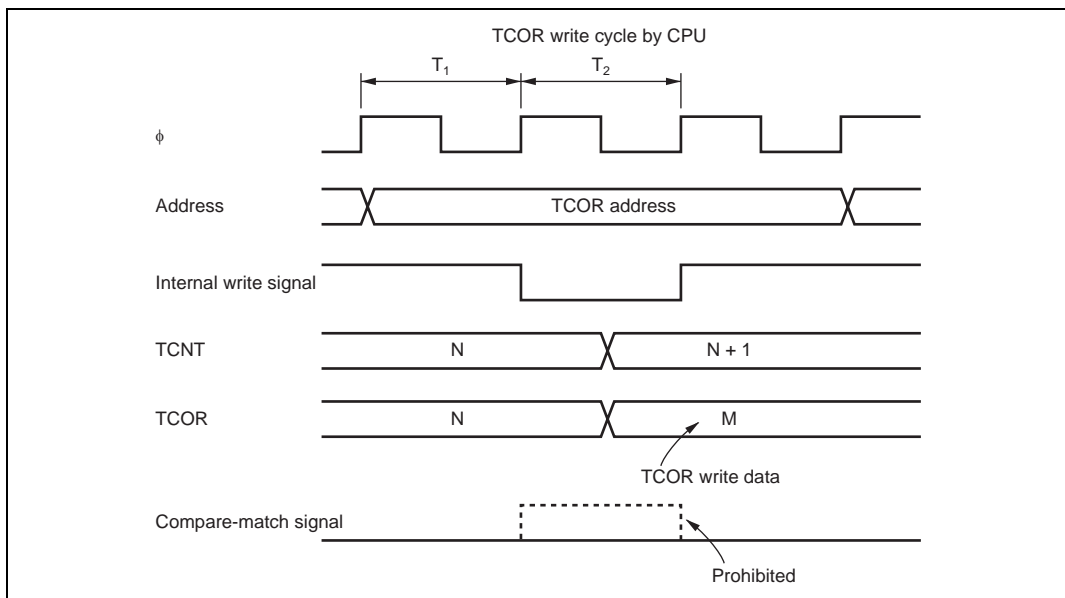 TCOR write cycle by CPU
T1 T2
ϕ
Address TCOR address
Internal write signal
TCNT N N + 1
TCOR N M
TCOR write data
Compare-match signal
Prohibited